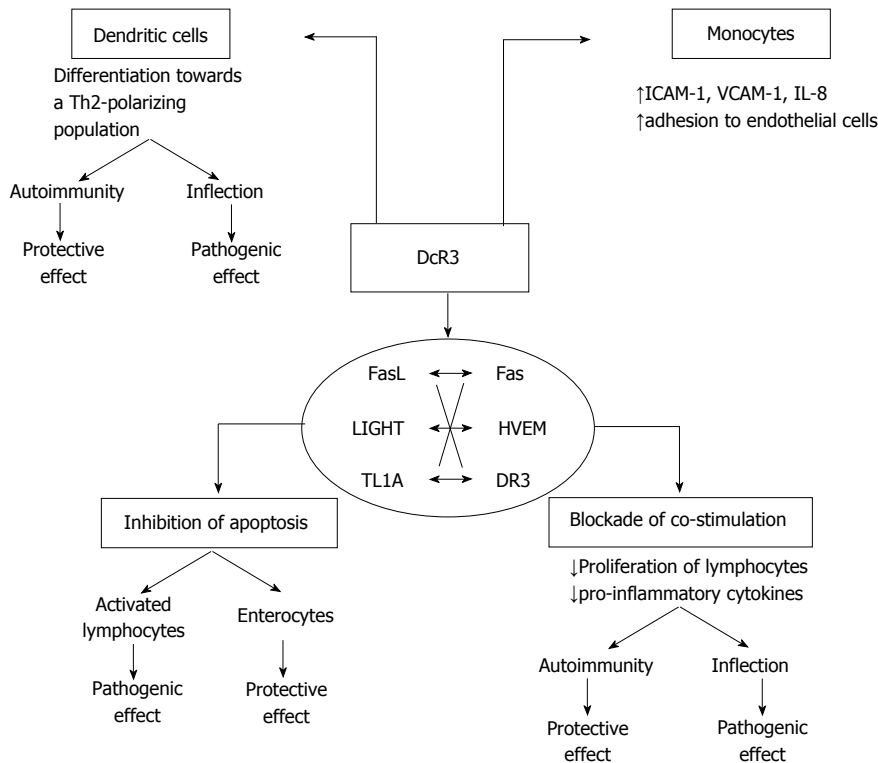 Dendritic cells
Differentiation towards
a Th2-polarizing
population
Autoimmunity
Inflection
Protective
effect
Pathogenic
effect
Monocytes
↑ICAM-1, VCAM-1, IL-8
↑adhesion to endothelial cells
DcR3
FasL
Fas
LIGHT
HVEM
TL1A
DR3
Inhibition of apoptosis
Activated
lymphocytes
Enterocytes
Pathogenic
effect
Protective
effect
Blockade of co-stimulation
↓Proliferation of lymphocytes
↓pro-inflammatory cytokines
Autoimmunity
Inflection
Protective
effect
Pathogenic
effect